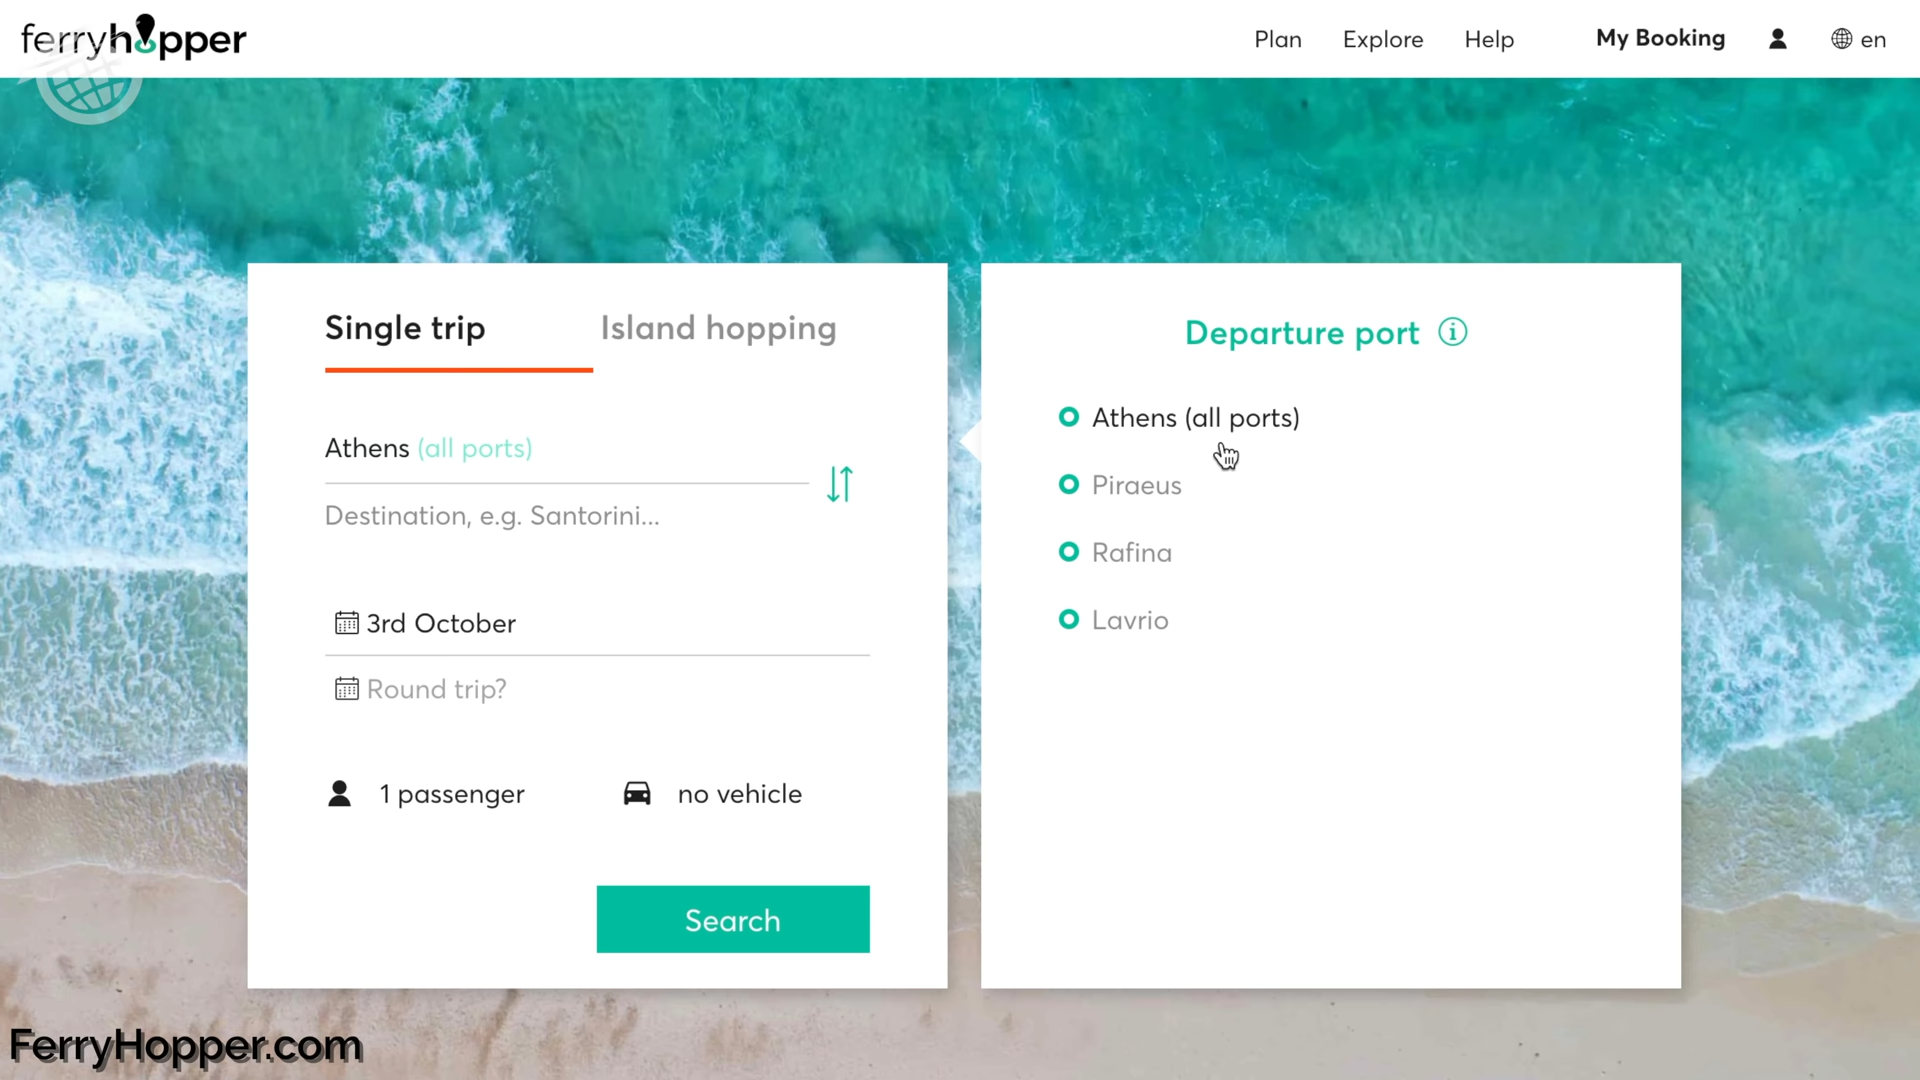 ferryhopper
Plan
Explore
Help
My Booking
en
Single trip
Island hopping
Athens (all ports)
Destination, e.g. Santorini...
3rd October
Round trip?
1 passenger
no vehicle
Search
Departure port
Athens (all ports)
Piraeus
Rafina
Lavrio
FerryHopper.com